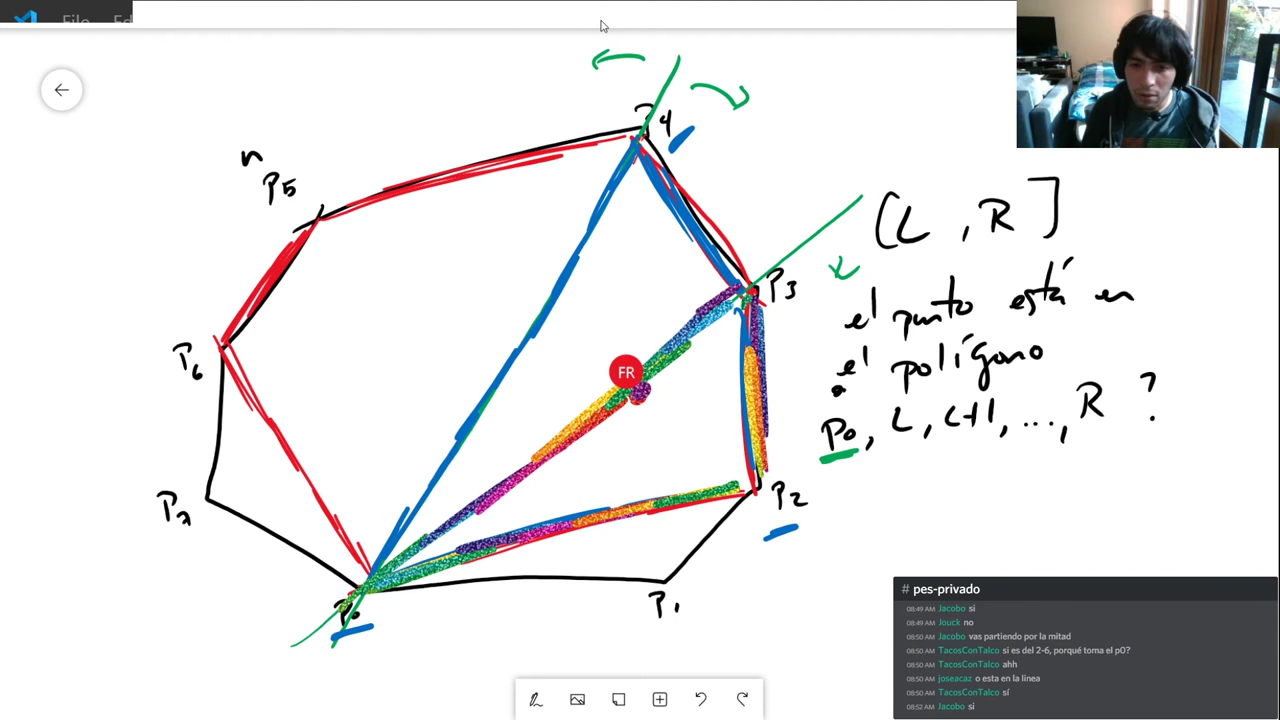 File Ed
n
P5
P4
P6
P3
FR
P7
P2
P0
P1
(L, R]
el punto está en
el polígono
P0, L, L+1, ..., R ?
# pes-privado
08:49 AM Jacobo si
08:49 AM Jouck no
08:50 AM Jacobo vas partiendo por la mitad
08:50 AM TacosConTalco si es del 2-6, porqué toma el p0?
08:50 AM TacosConTalco ahh
08:50 AM joseacaz o esta en la linea
08:50 AM TacosConTalco sí
08:52 AM Jacobo si